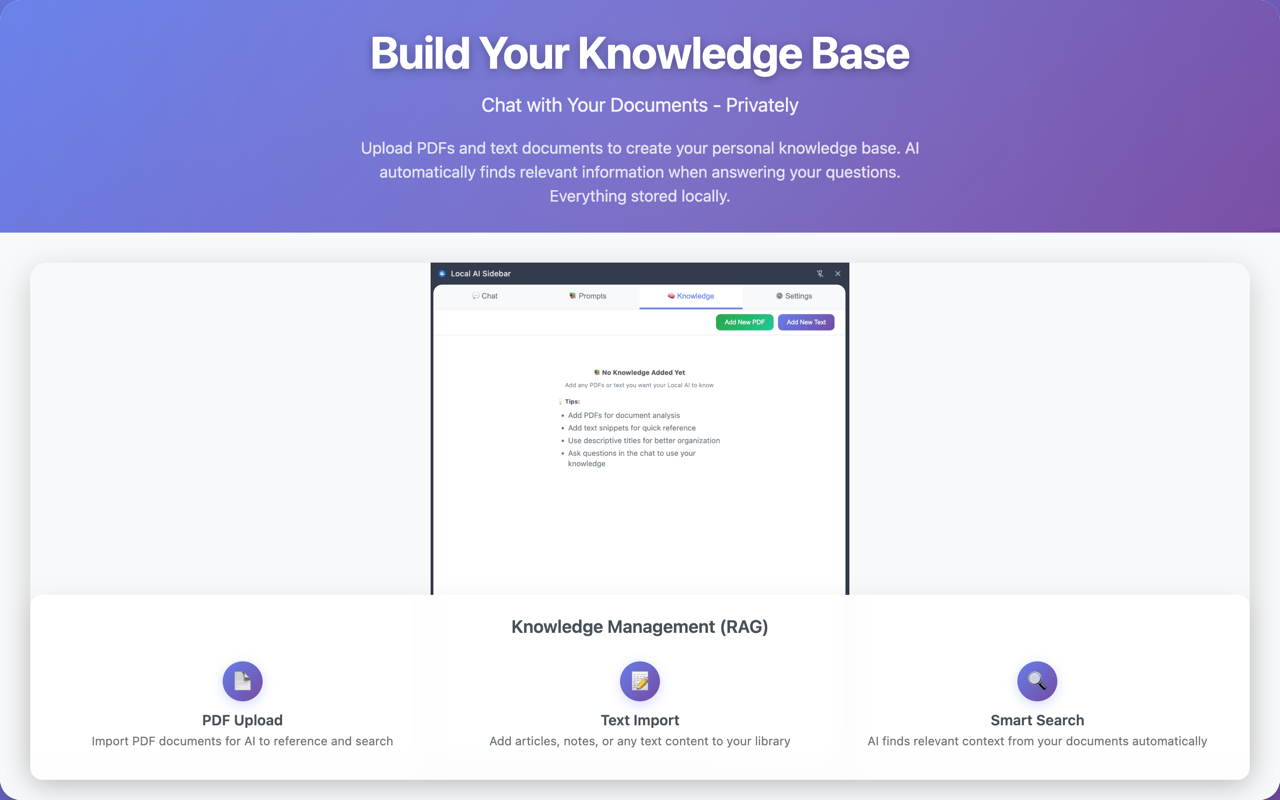 Build Your Knowledge Base
Chat with Your Documents - Privately
Upload PDFs and text documents to create your personal knowledge base. AI
automatically finds relevant information when answering your questions.
Everything stored locally.
Local AI Sidebar
Chat
Prompts
Knowledge
Settings
Add New PDF
Add New Text
No Knowledge Added Yet
Add any PDFs or text you want your Local AI to know
Tips:
• Add PDFs for document analysis
• Add text snippets for quick reference
• Use descriptive titles for better organization
• Ask questions in the chat to use your
knowledge
Knowledge Management (RAG)
PDF Upload
Import PDF documents for AI to reference and search
Text Import
Add articles, notes, or any text content to your library
Smart Search
AI finds relevant context from your documents automatically